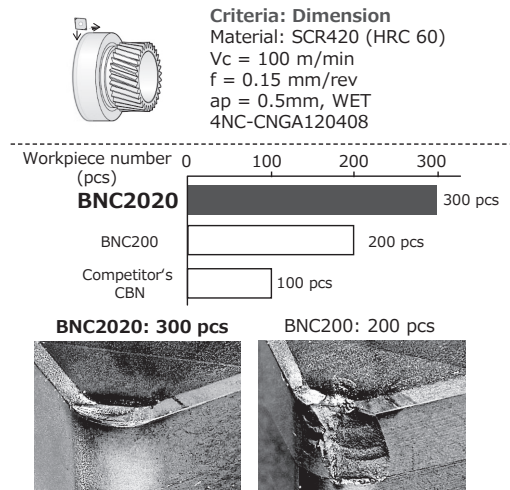 Criteria: Dimension
Material: SCR420 (HRC 60)
Vc = 100 m/min
f = 0.15 mm/rev
ap = 0.5mm, WET
4NC-CNGA120408
Workpiece number
(pcs)
0 100 200 300
BNC2020
300 pcs
BNC200
200 pcs
Competitor's
CBN
100 pcs
BNC2020: 300 pcs
BNC200: 200 pcs